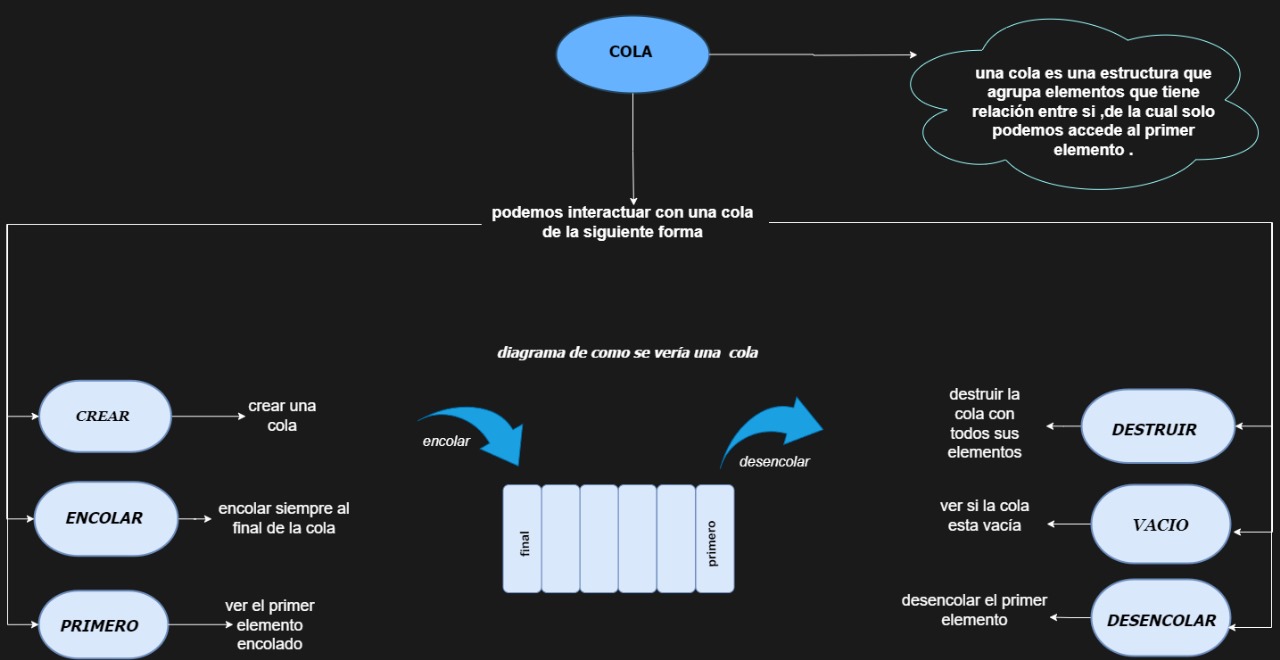 COLA
una cola es una estructura que
agrupa elementos que tiene
relación entre si ,de la cual solo
podemos accede al primer
elemento .
podemos interactuar con una cola
de la siguiente forma
diagrama de como se vería una cola
CREAR
crear una
cola
ENCOLAR
encolar siempre al
final de la cola
PRIMERO
ver el primer
elemento
encolado
encolar
desencolar
final
primero
destruir la
cola con
todos sus
elementos
DESTRUIR
ver si la cola
esta vacía
VACIO
desencolar el primer
elemento
DESENCOLAR